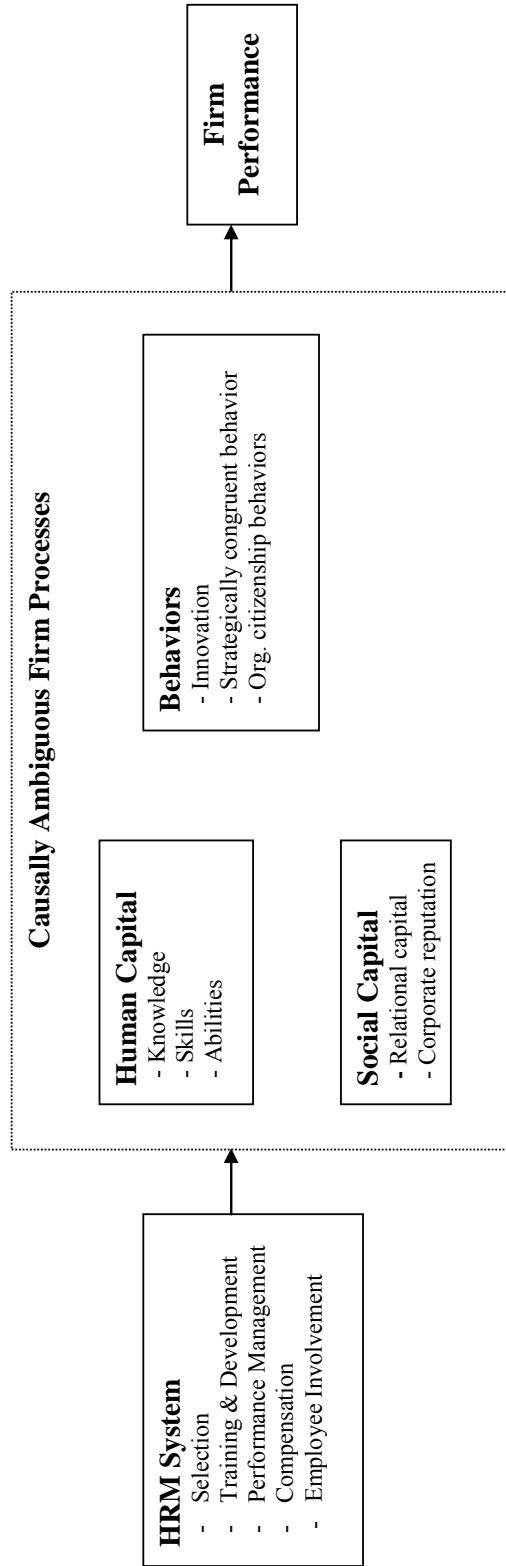 HRM System
- Selection
- Training & Development
- Performance Management
- Compensation
- Employee Involvement
Causally Ambiguous Firm Processes
Human Capital
- Knowledge
- Skills
- Abilities
Social Capital
- Relational capital
- Corporate reputation
Behaviors
- Innovation
- Strategically congruent behavior
- Org. citizenship behaviors
Firm
Performance